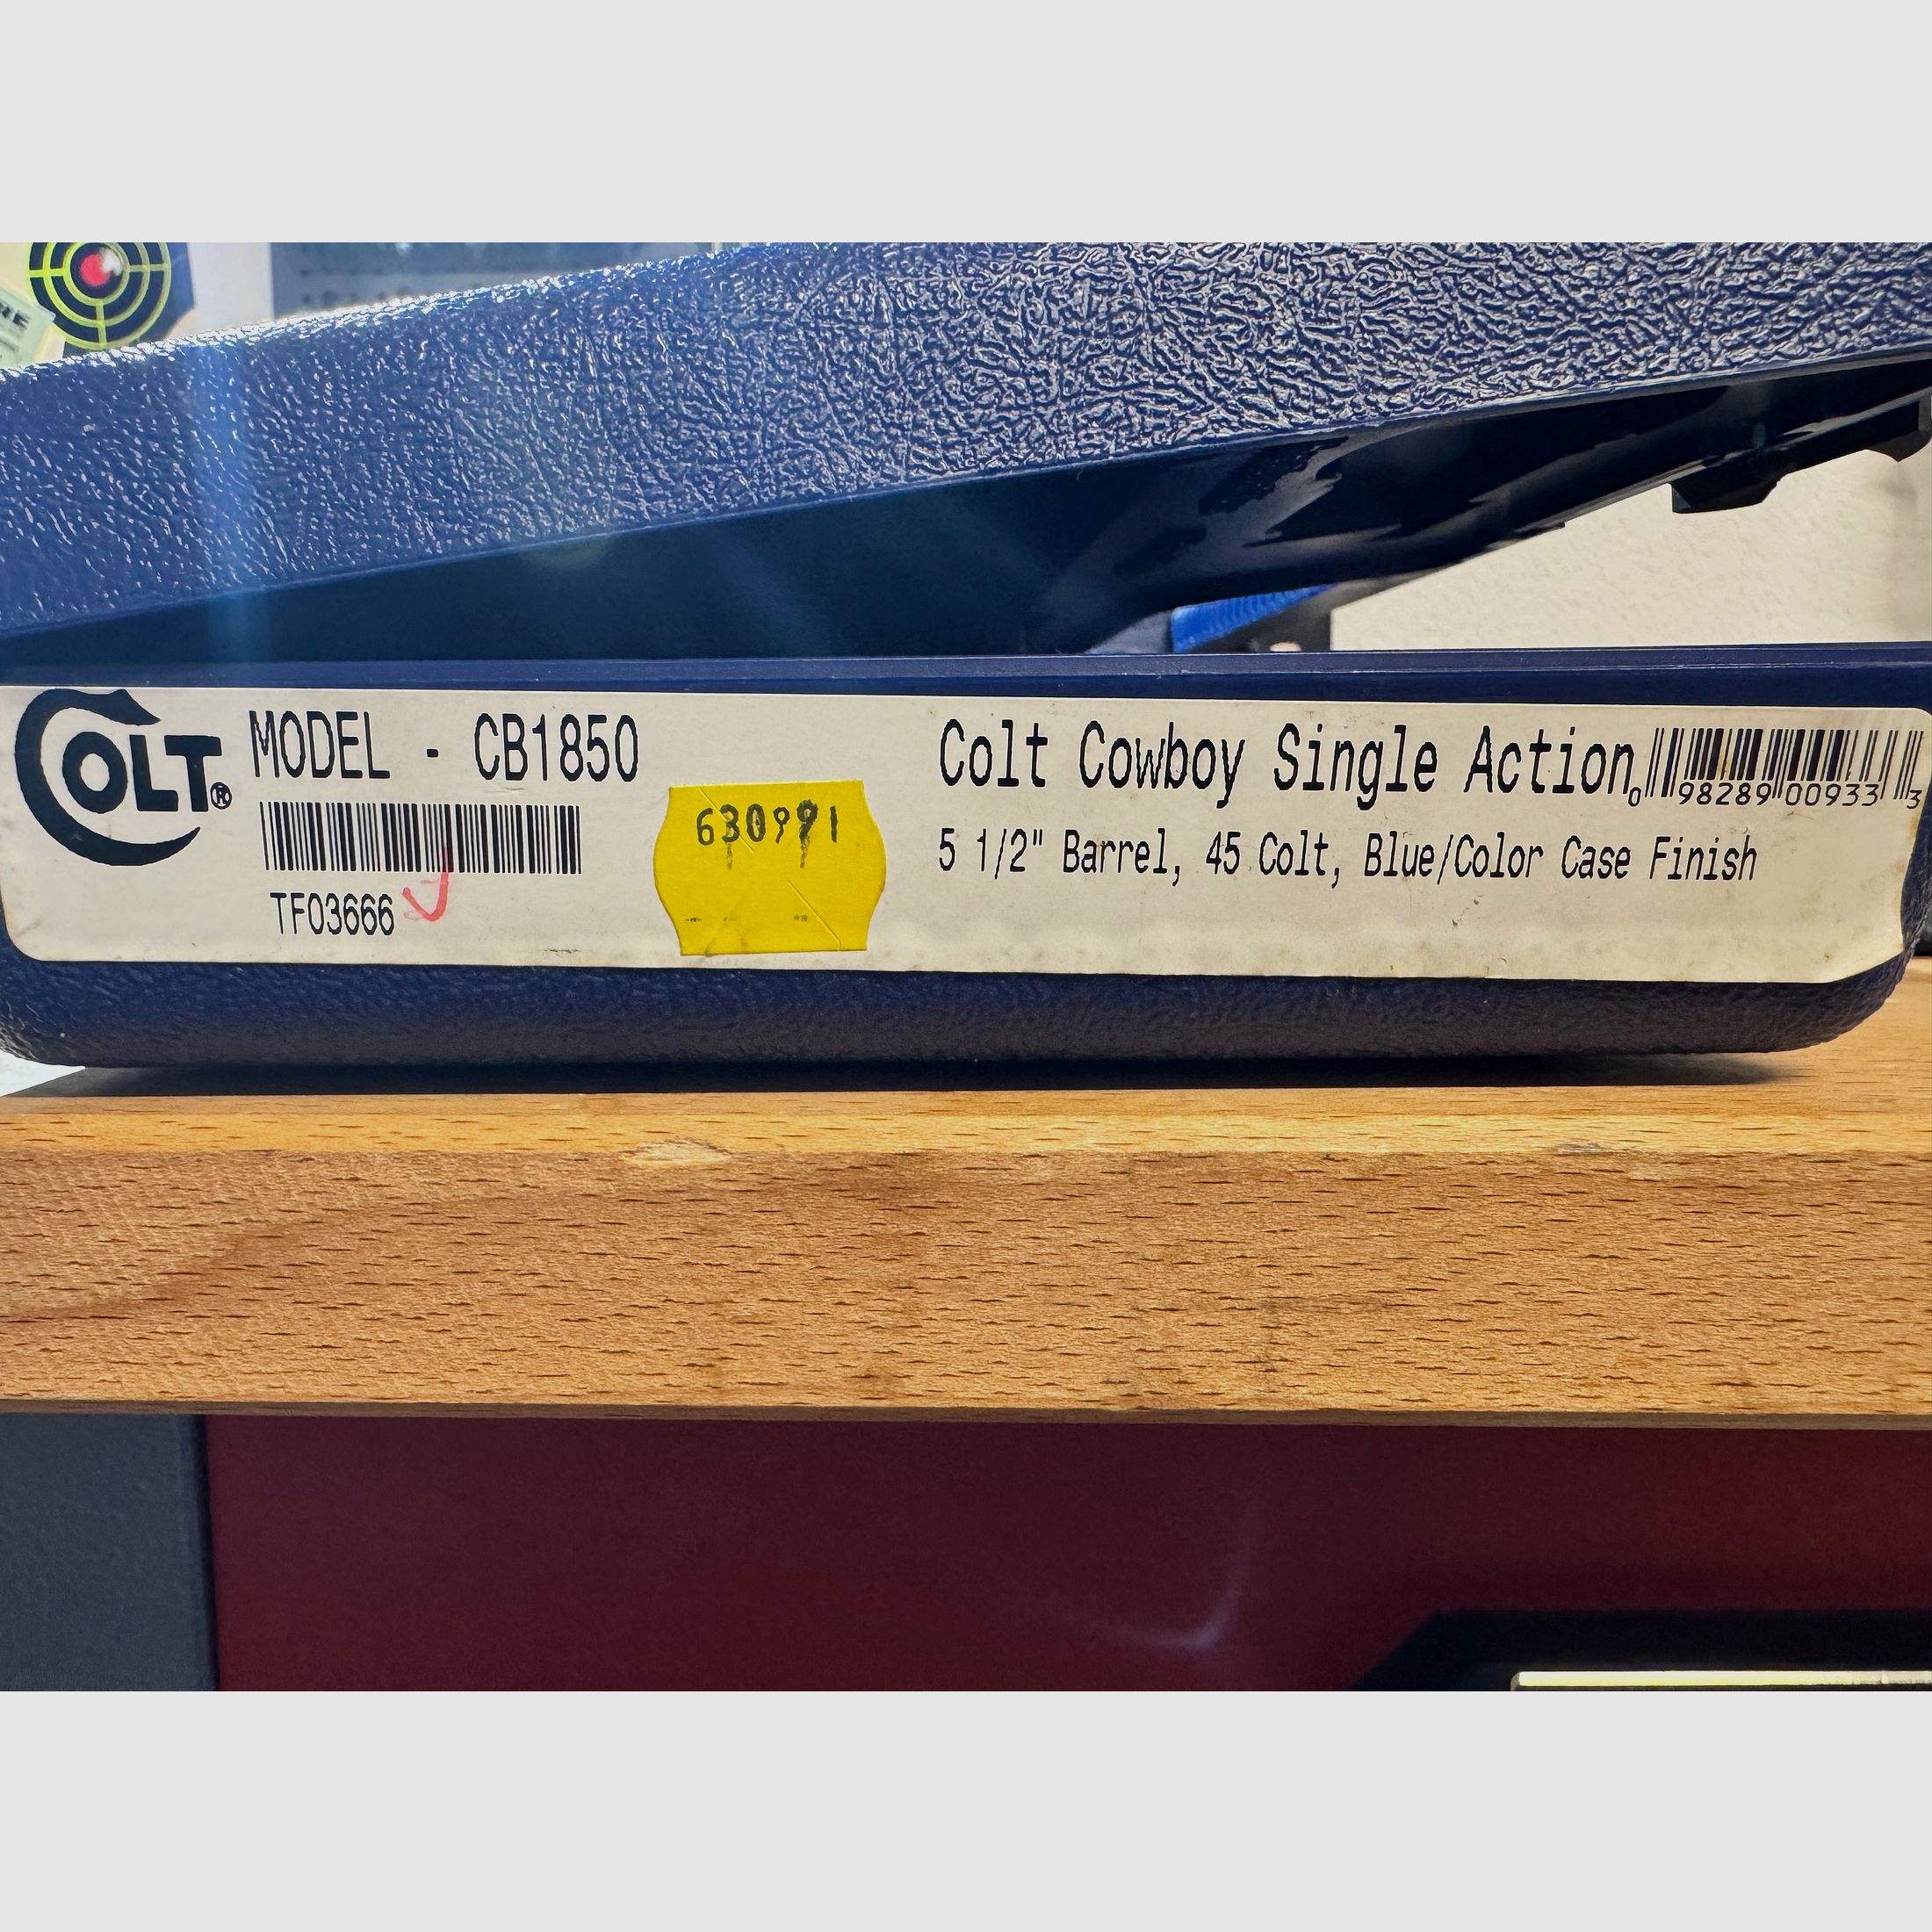 COLT®
MODEL - CB1850
TF03666
630991
Colt Cowboy Single Action
5 1/2" Barrel, 45 Colt, Blue/Color Case Finish
0 98289 00933 3